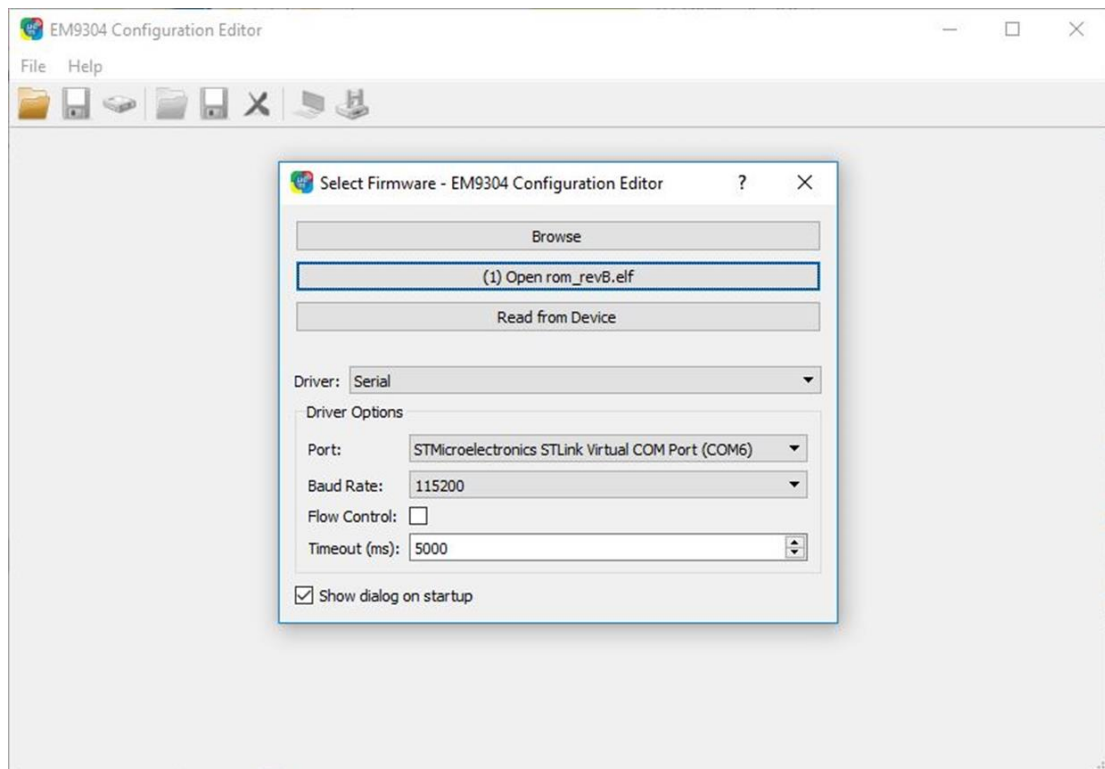 EM9304 Configuration Editor
File Help
Select Firmware - EM9304 Configuration Editor
?
Browse
(1) Open rom_revB.elf
Read from Device
Driver: Serial
Driver Options
Port: STMicroelectronics STLink Virtual COM Port (COM6)
Baud Rate: 115200
Flow Control:
Timeout (ms): 5000
Show dialog on startup